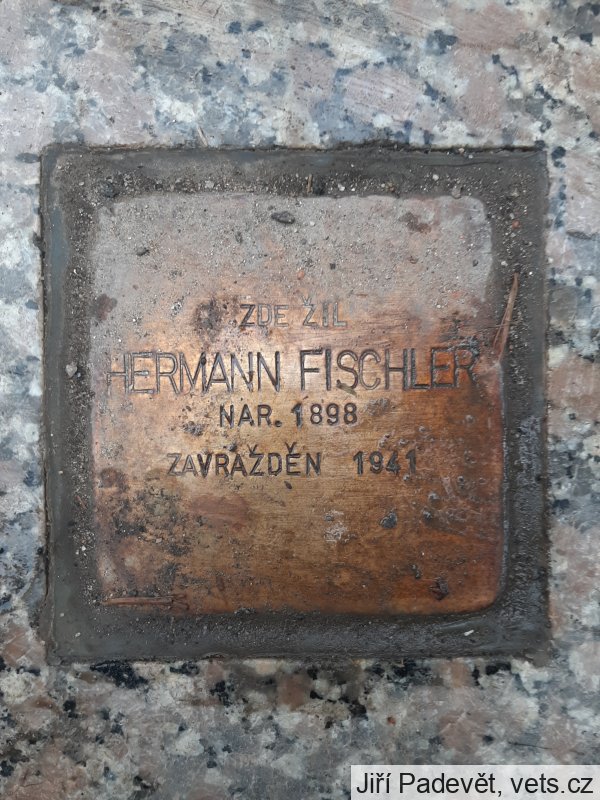 ZDE ŽIL
HERMANN FISCHLER
NAR. 1898
ZAVRAŽDĚN 1941
Jiří Padevět, vets.cz